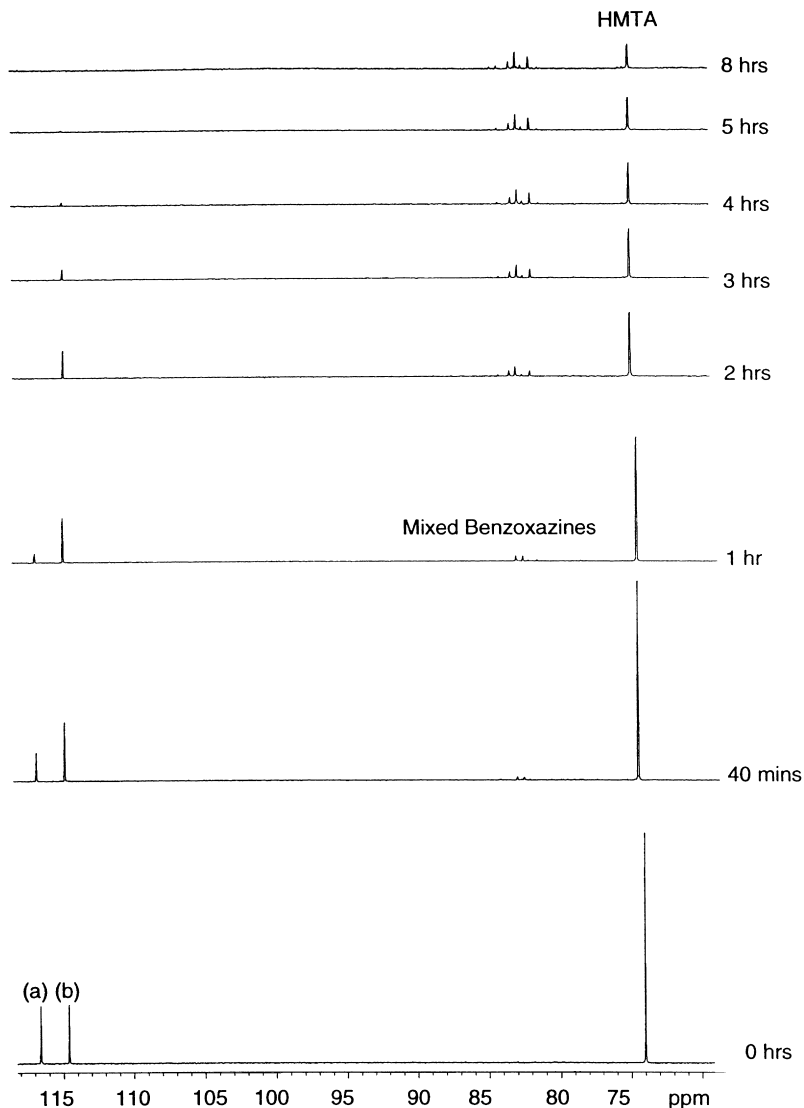 HMTA
8 hrs
5 hrs
4 hrs
3 hrs
2 hrs
Mixed Benzoxazines
1 hr
40 mins
(a) (b)
0 hrs
115 110 105 100 95 90 85 80 75 ppm